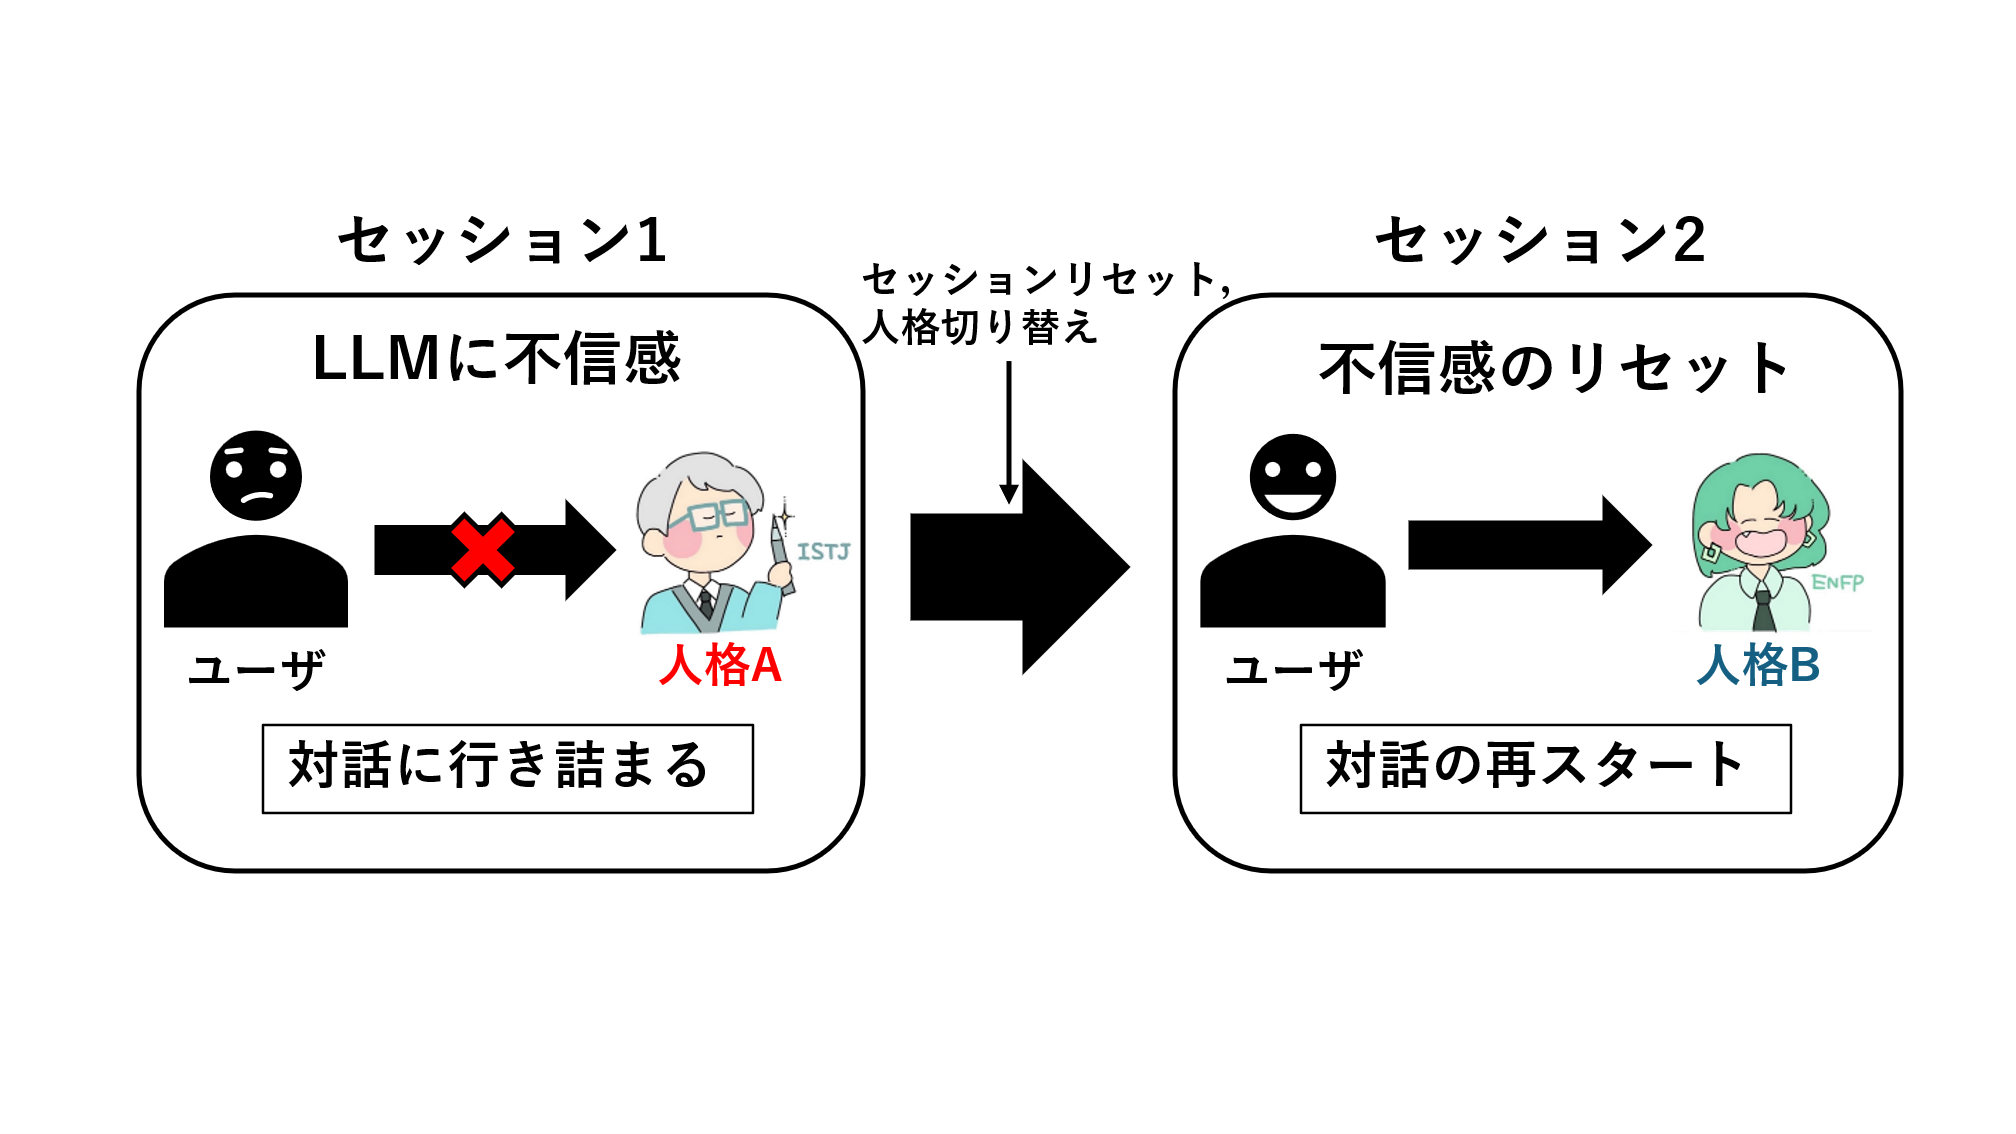 セッション1
LLMに不信感
ISTJ
ユーザ
人格A
対話に行き詰まる
セッションリセット,
人格切り替え
セッション2
不信感のリセット
ENFP
ユーザ
人格B
対話の再スタート